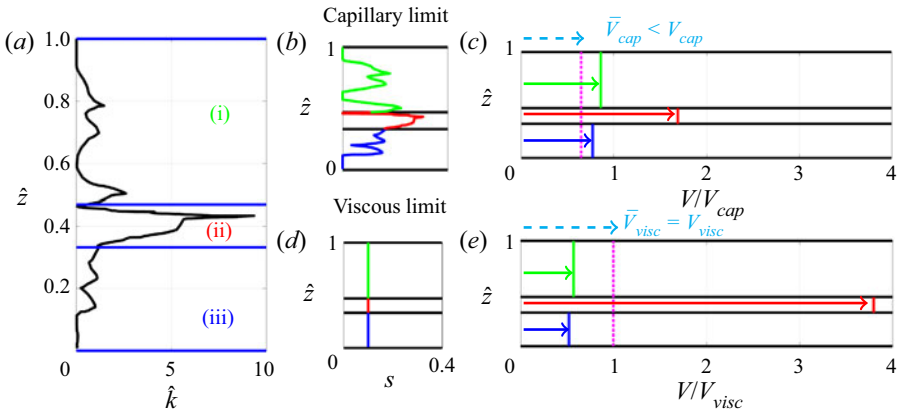 Capillary limit
(a)
1.0
0.8
0.6
ẑ
0.4
0.2
0
5
10
k̂
(i)
(ii)
(iii)
(b)
1
ẑ
0
(c)
V̄cap < Vcap
1
ẑ
0
1
2
3
4
V/Vcap
Viscous limit
(d)
1
ẑ
0
0.4
s
(e)
V̄visc = Vvisc
1
ẑ
0
1
2
3
4
V/Vvisc